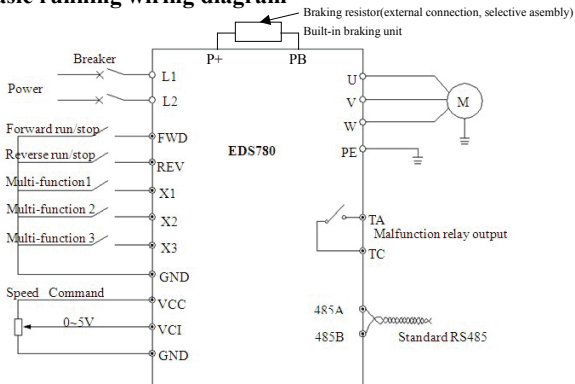 asic running wiring diagram
Braking resistor(external connection, selective asembly)
Built-in braking unit
P+
PB
Breaker
Power
L1
L2
Forward run/stop
FWD
Reverse run/stop
REV
Multi-function1
X1
Multi-function 2
X2
Multi-function 3
X3
GND
Speed Command
VCC
0~5V
VCI
GND
EDS780
U
V
W
M
PE
TA
Malfunction relay output
TC
485A
485B
Standard RS485